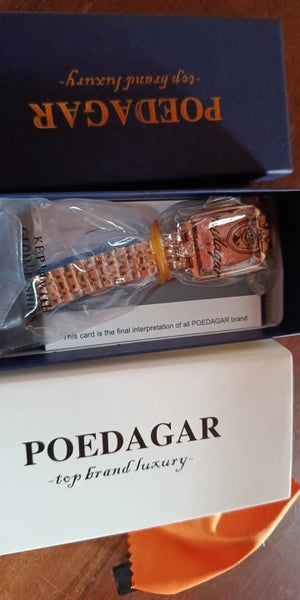 POEDAGAR
-top brand luxury-
This card is the final interpretation of all POEDAGAR brand
POEDAGAR
-top brand luxury-